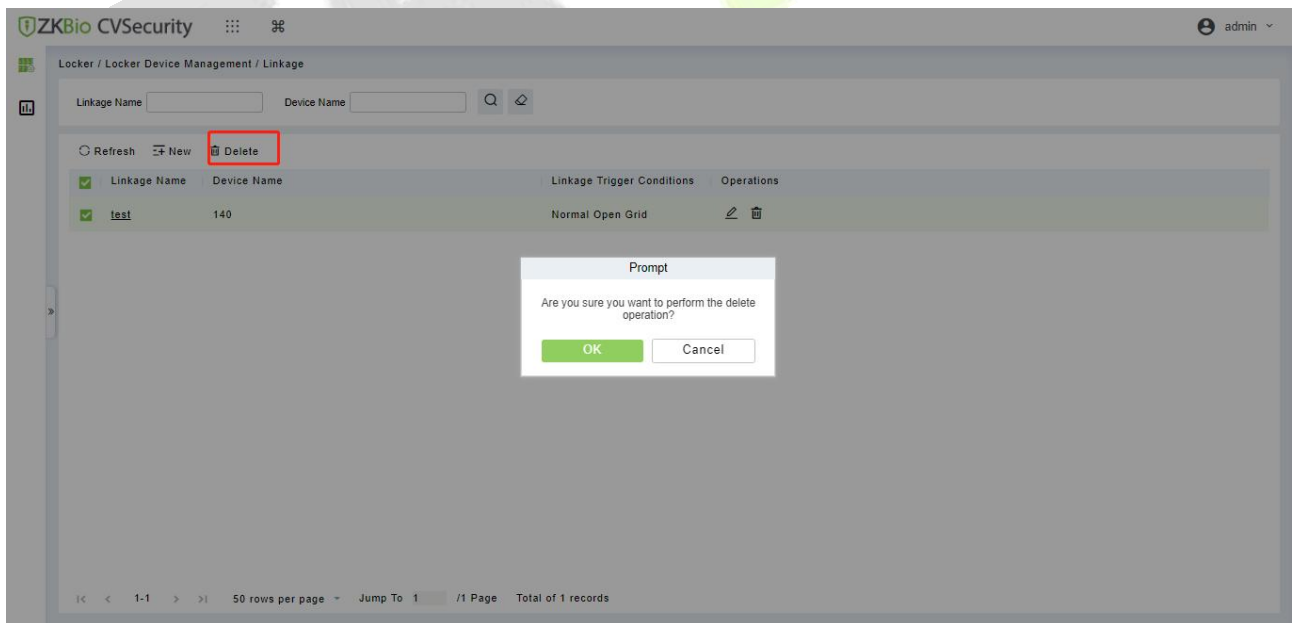 ZKBio CVSecurity admin
Locker / Locker Device Management / Linkage
Linkage Name Device Name
Refresh New Delete
Linkage Name Device Name Linkage Trigger Conditions Operations
test 140 Normal Open Grid
Prompt
Are you sure you want to perform the delete
operation?
OK Cancel
1-1 50 rows per page Jump To 1 /1 Page Total of 1 records